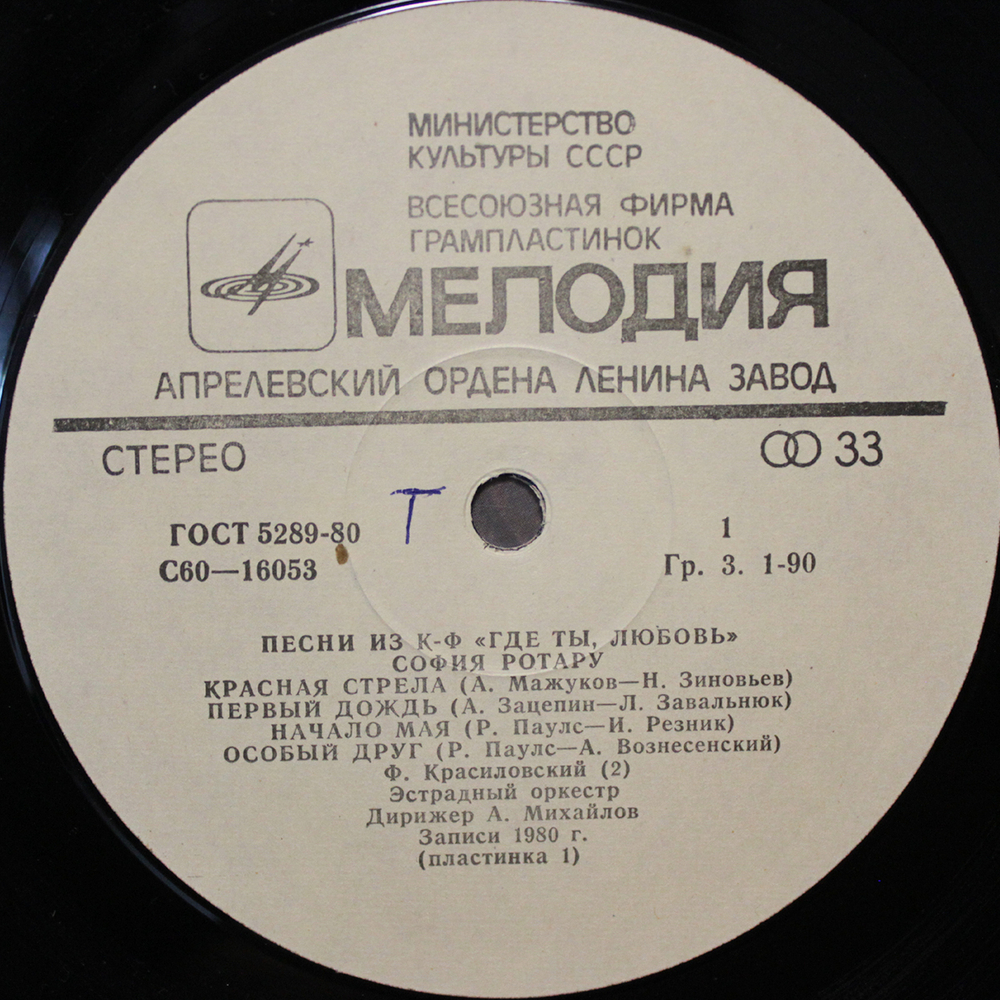 МИНИСТЕРСТВО
КУЛЬТУРЫ СССР
ВСЕСОЮЗНАЯ ФИРМА
ГРАМПЛАСТИНОК
МЕЛОДИЯ
АПРЕЛЕВСКИЙ ОРДЕНА ЛЕНИНА ЗАВОД
СТЕРЕО 33
Т
ГОСТ 5289-80 1
С60—16053 Гр. 3. 1-90
ПЕСНИ ИЗ К-Ф «ГДЕ ТЫ, ЛЮБОВЬ»
СОФИЯ РОТАРУ
КРАСНАЯ СТРЕЛА (А. Мажуков—Н. Зиновьев)
ПЕРВЫЙ ДОЖДЬ (А. Зацепин—Л. Завальнюк)
НАЧАЛО МАЯ (Р. Паулс—И. Резник)
ОСОБЫЙ ДРУГ (Р. Паулс—А. Вознесенский)
Ф. Красиловский (2)
Эстрадный оркестр
Дирижер А. Михайлов
Записи 1980 г.
(пластинка 1)